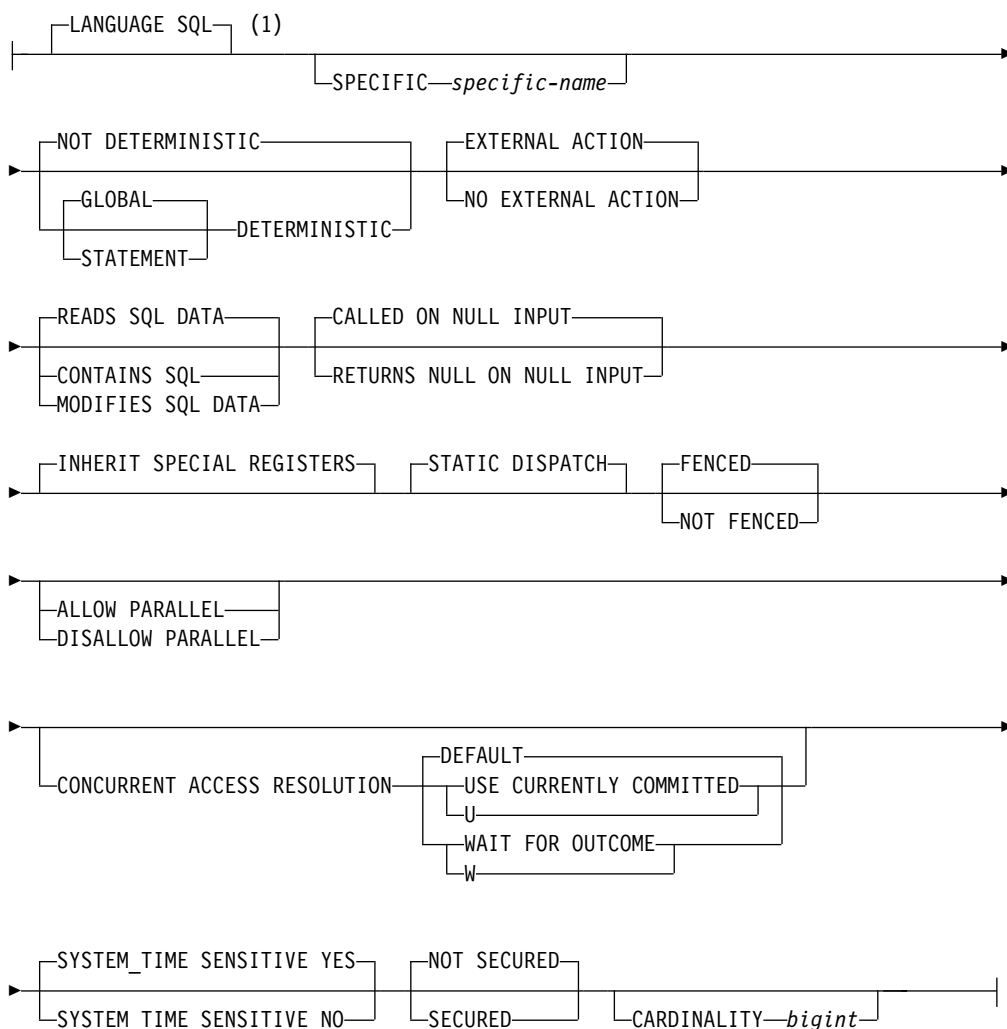 LANGUAGE SQL (1)
SPECIFIC specific-name
NOT DETERMINISTIC EXTERNAL ACTION
GLOBAL NO EXTERNAL ACTION
DETERMINISTIC
STATEMENT
READS SQL DATA CALLED ON NULL INPUT
CONTAINS SQL RETURNS NULL ON NULL INPUT
MODIFIES SQL DATA
INHERIT SPECIAL REGISTERS STATIC DISPATCH FENCED
NOT FENCED
ALLOW PARALLEL
DISALLOW PARALLEL
DEFAULT
CONCURRENT ACCESS RESOLUTION USE CURRENTLY COMMITTED
U
WAIT FOR OUTCOME
W
SYSTEM_TIME SENSITIVE YES NOT SECURED
SYSTEM TIME SENSITIVE NO SECURED CARDINALITY bigint